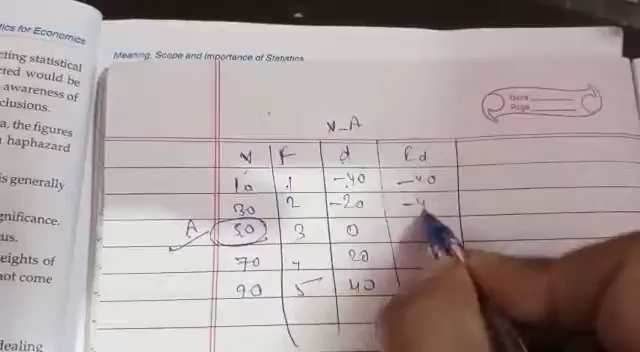 tics for Economics
Meaning, Scope and Importance of Statistics
cting statistical
cted would be
awareness of
clusions.
a, the figures
haphazard
is generally
gnificance.
us.
eights of
not come
dealing
Date
Page
x-A
x f d fd
10 1 -40 -40
30 2 -20 -4
A 50 3 0
70 4 20
90 5 40